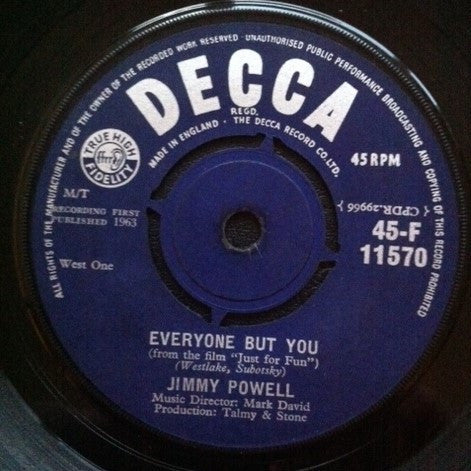 ALL RIGHTS OF THE MANUFACTURER AND OF THE OWNER OF THE RECORDED WORK RESERVED · UNAUTHORISED PUBLIC PERFORMANCE BROADCASTING AND COPYING OF THIS RECORD PROHIBITED
DECCA
REGD.
MADE IN ENGLAND · THE DECCA RECORD CO. LTD.
TRUE HIGH
ffrr
FIDELITY
45 RPM
M/T
RECORDING FIRST
PUBLISHED 1963
(CPDR.29966)
45-F
11570
West One
EVERYONE BUT YOU
(from the film "Just for Fun")
(Westlake, Subotsky)
JIMMY POWELL
Music Director: Mark David
Production: Talmy & Stone